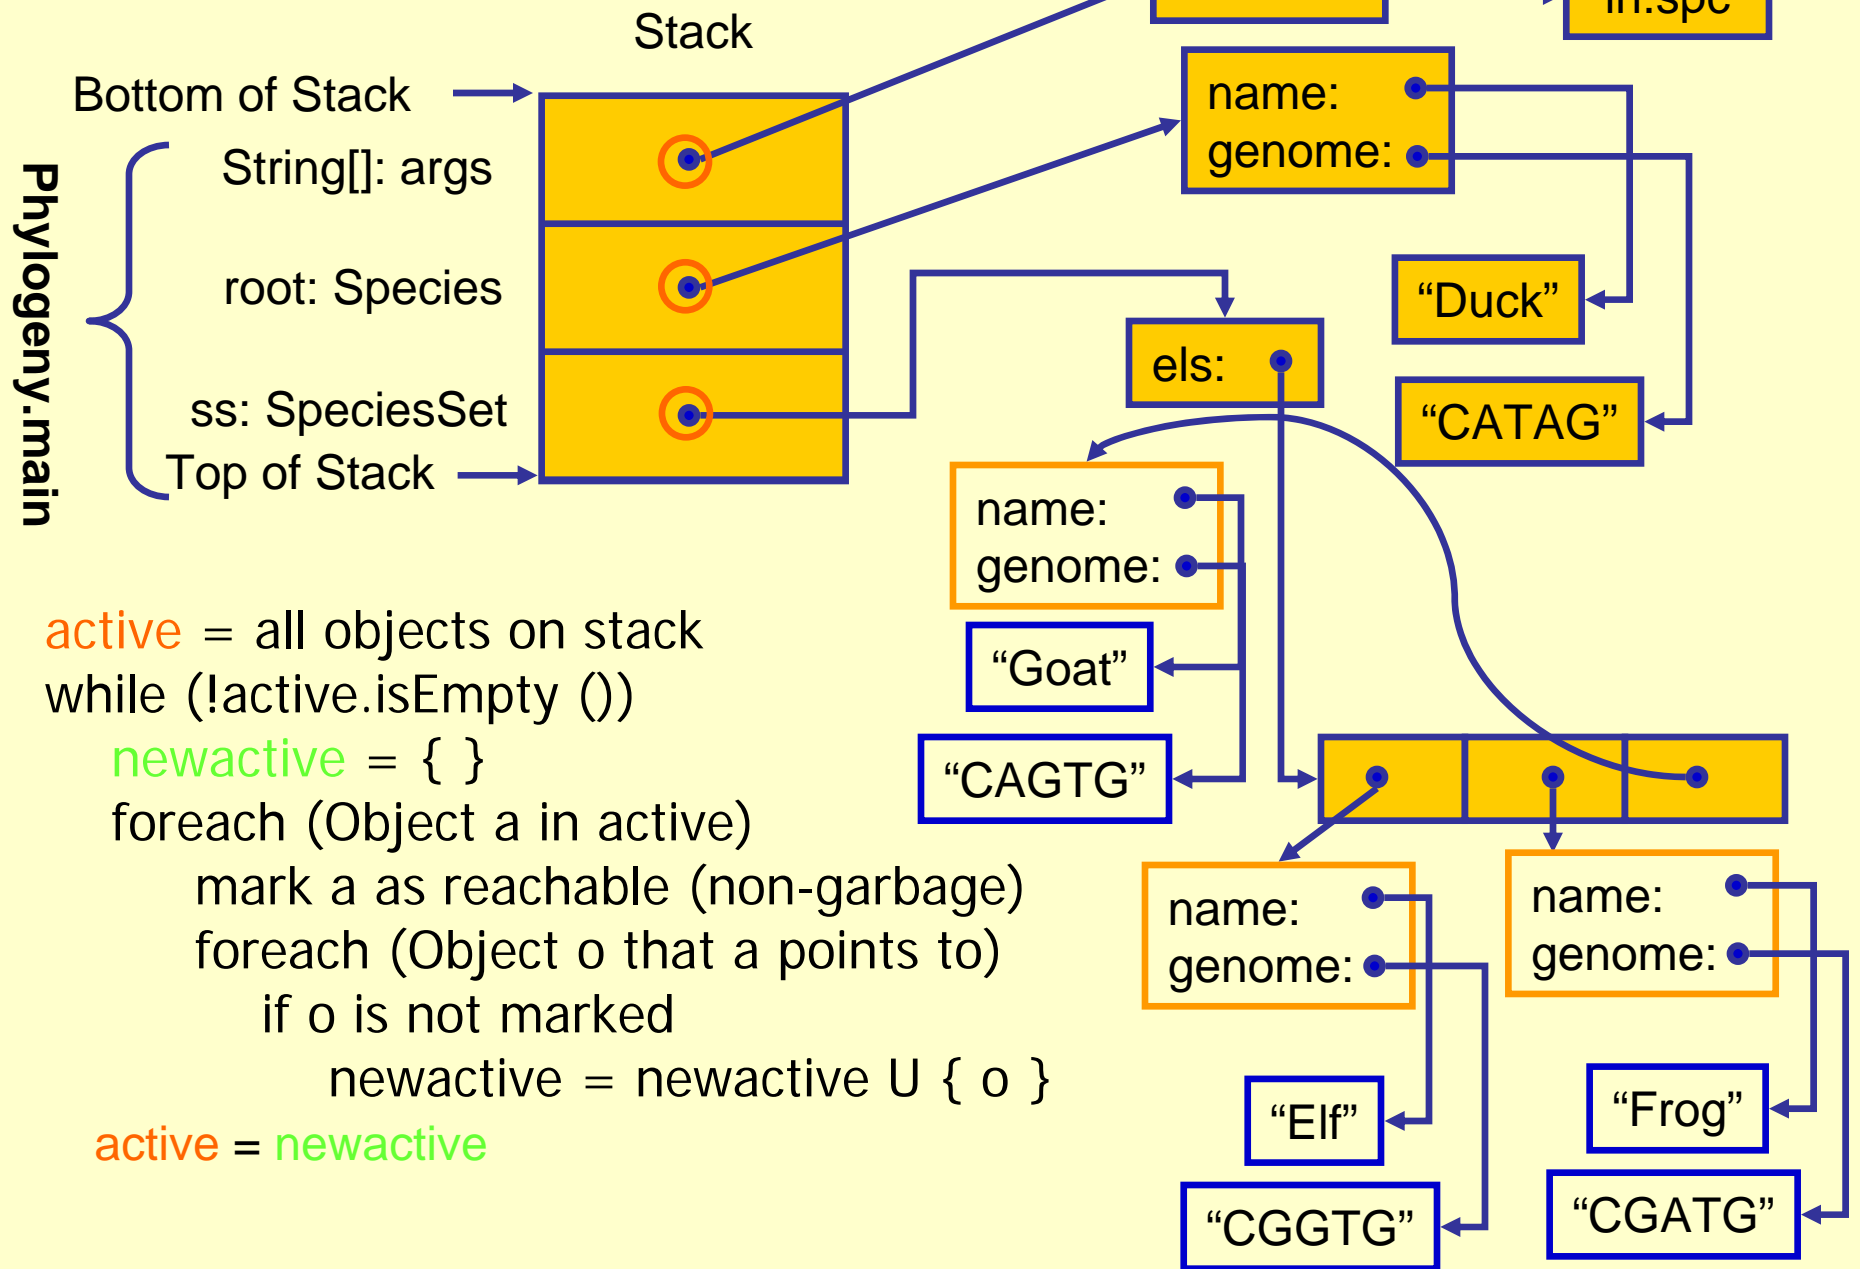 Stack
in.spc
Bottom of Stack
String[]: args
root: Species
ss: SpeciesSet
Top of Stack
Phylogeny.main
name:
genome:
“Duck”
“CATAG”
els:
name:
genome:
“Goat”
“CAGTG”
name:
genome:
“Elf”
“CGGTG”
name:
genome:
“Frog”
“CGATG”
active = all objects on stack
while (!active.isEmpty ())
newactive = { }
foreach (Object a in active)
mark a as reachable (non-garbage)
foreach (Object o that a points to)
if o is not marked
newactive = newactive U { o }
active = newactive